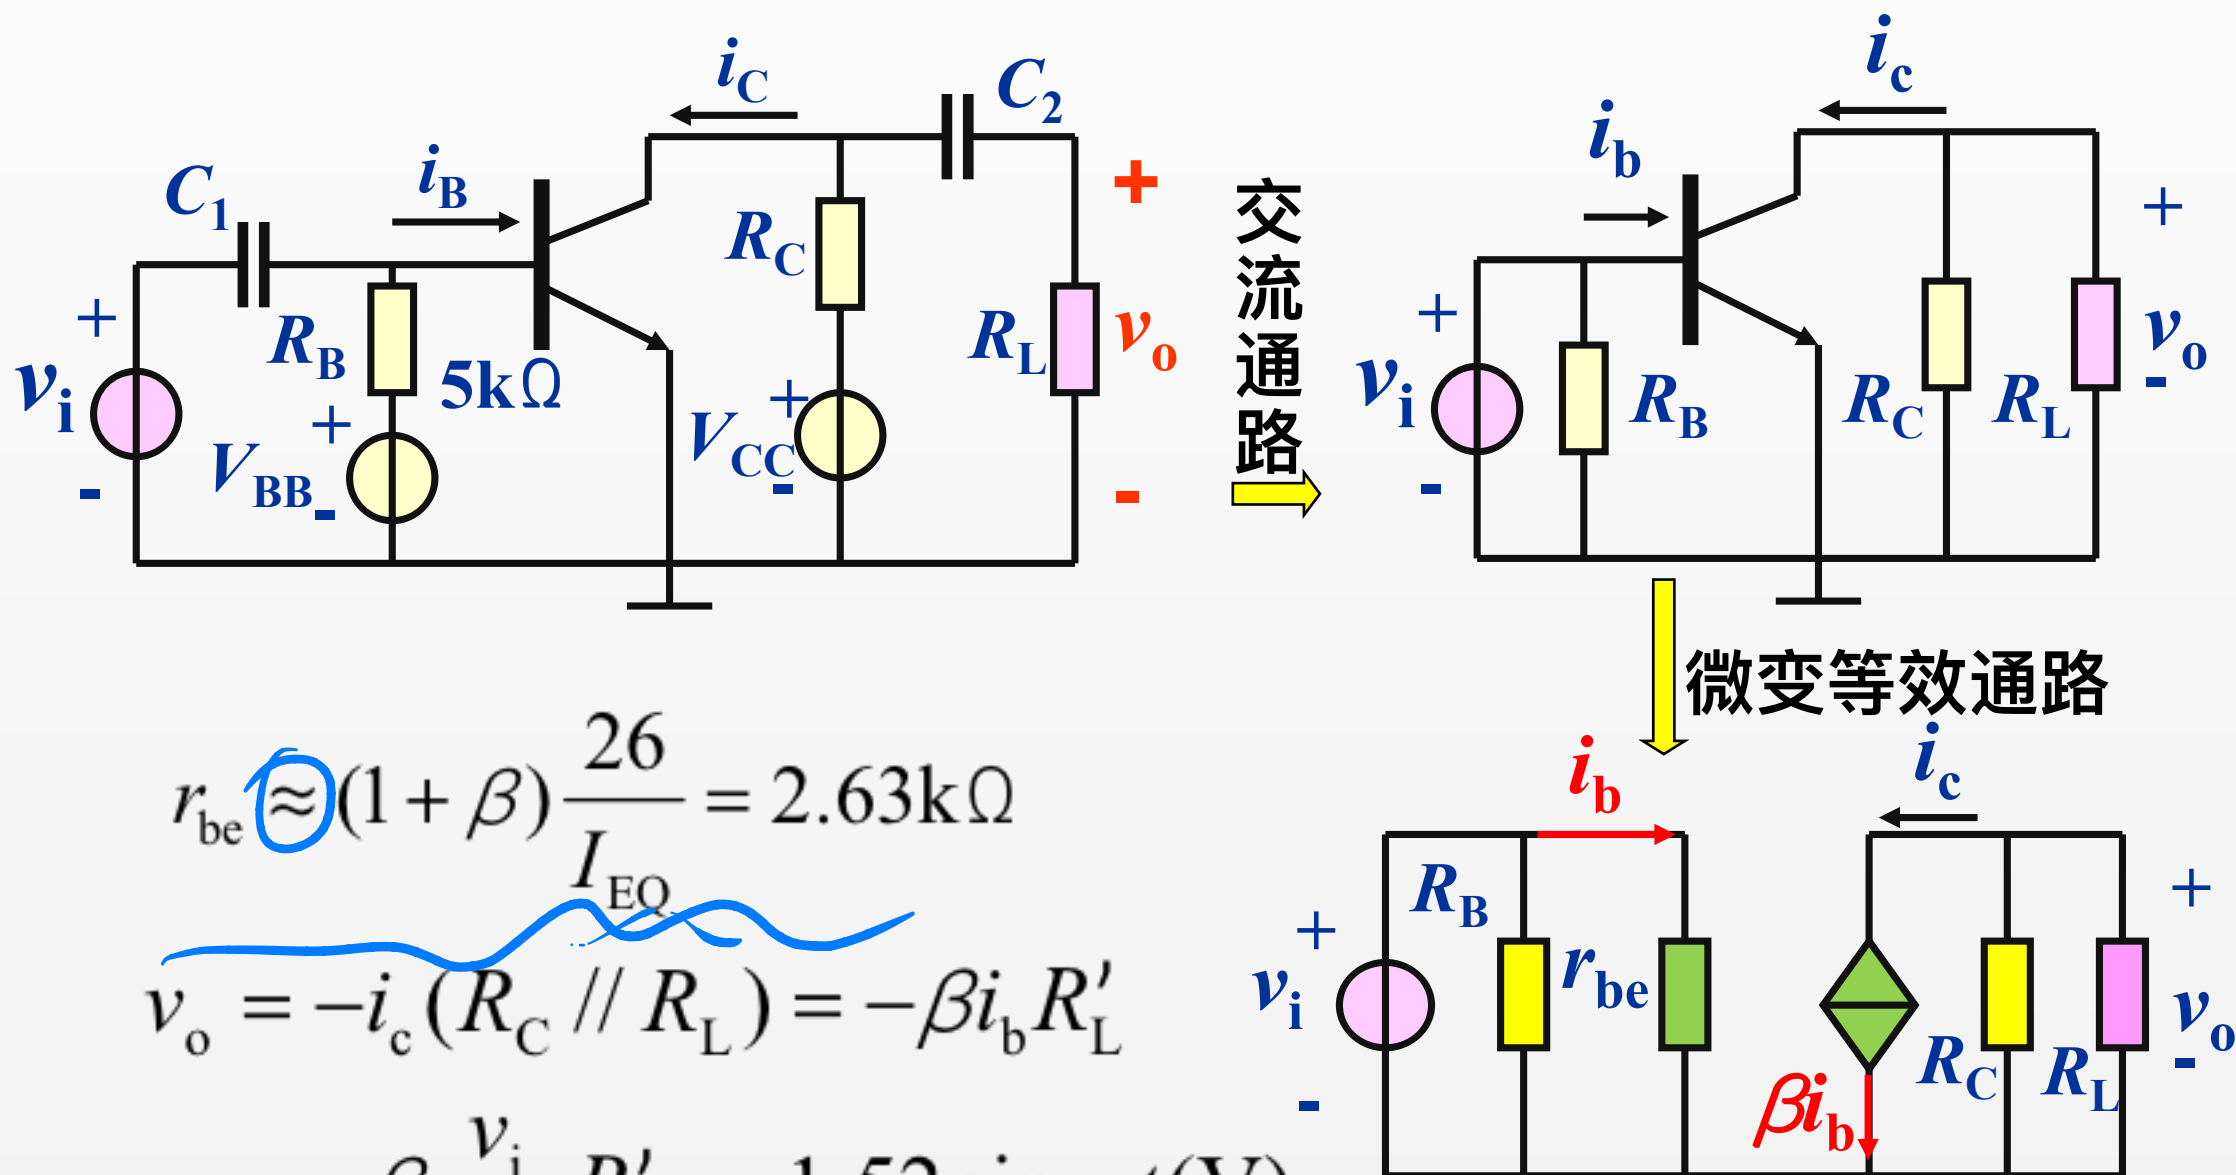 i_C
C_2
i_B
C_1
R_C
+
R_B
5kΩ
R_L
v_o
+
v_i
V_BB
+
V_CC
+
-
-
-
-
交流通路
i_c
i_b
+
+
v_i
R_B
R_C
R_L
v_o
-
-
微变等效通路
r_be ≈ (1 + β) 26 / I_EQ = 2.63kΩ
v_o = −i_c (R_C // R_L) = −βi_b R′_L
i_b
i_c
R_B
+
+
v_i
r_be
R_C
R_L
v_o
-
-
βi_b
v_i